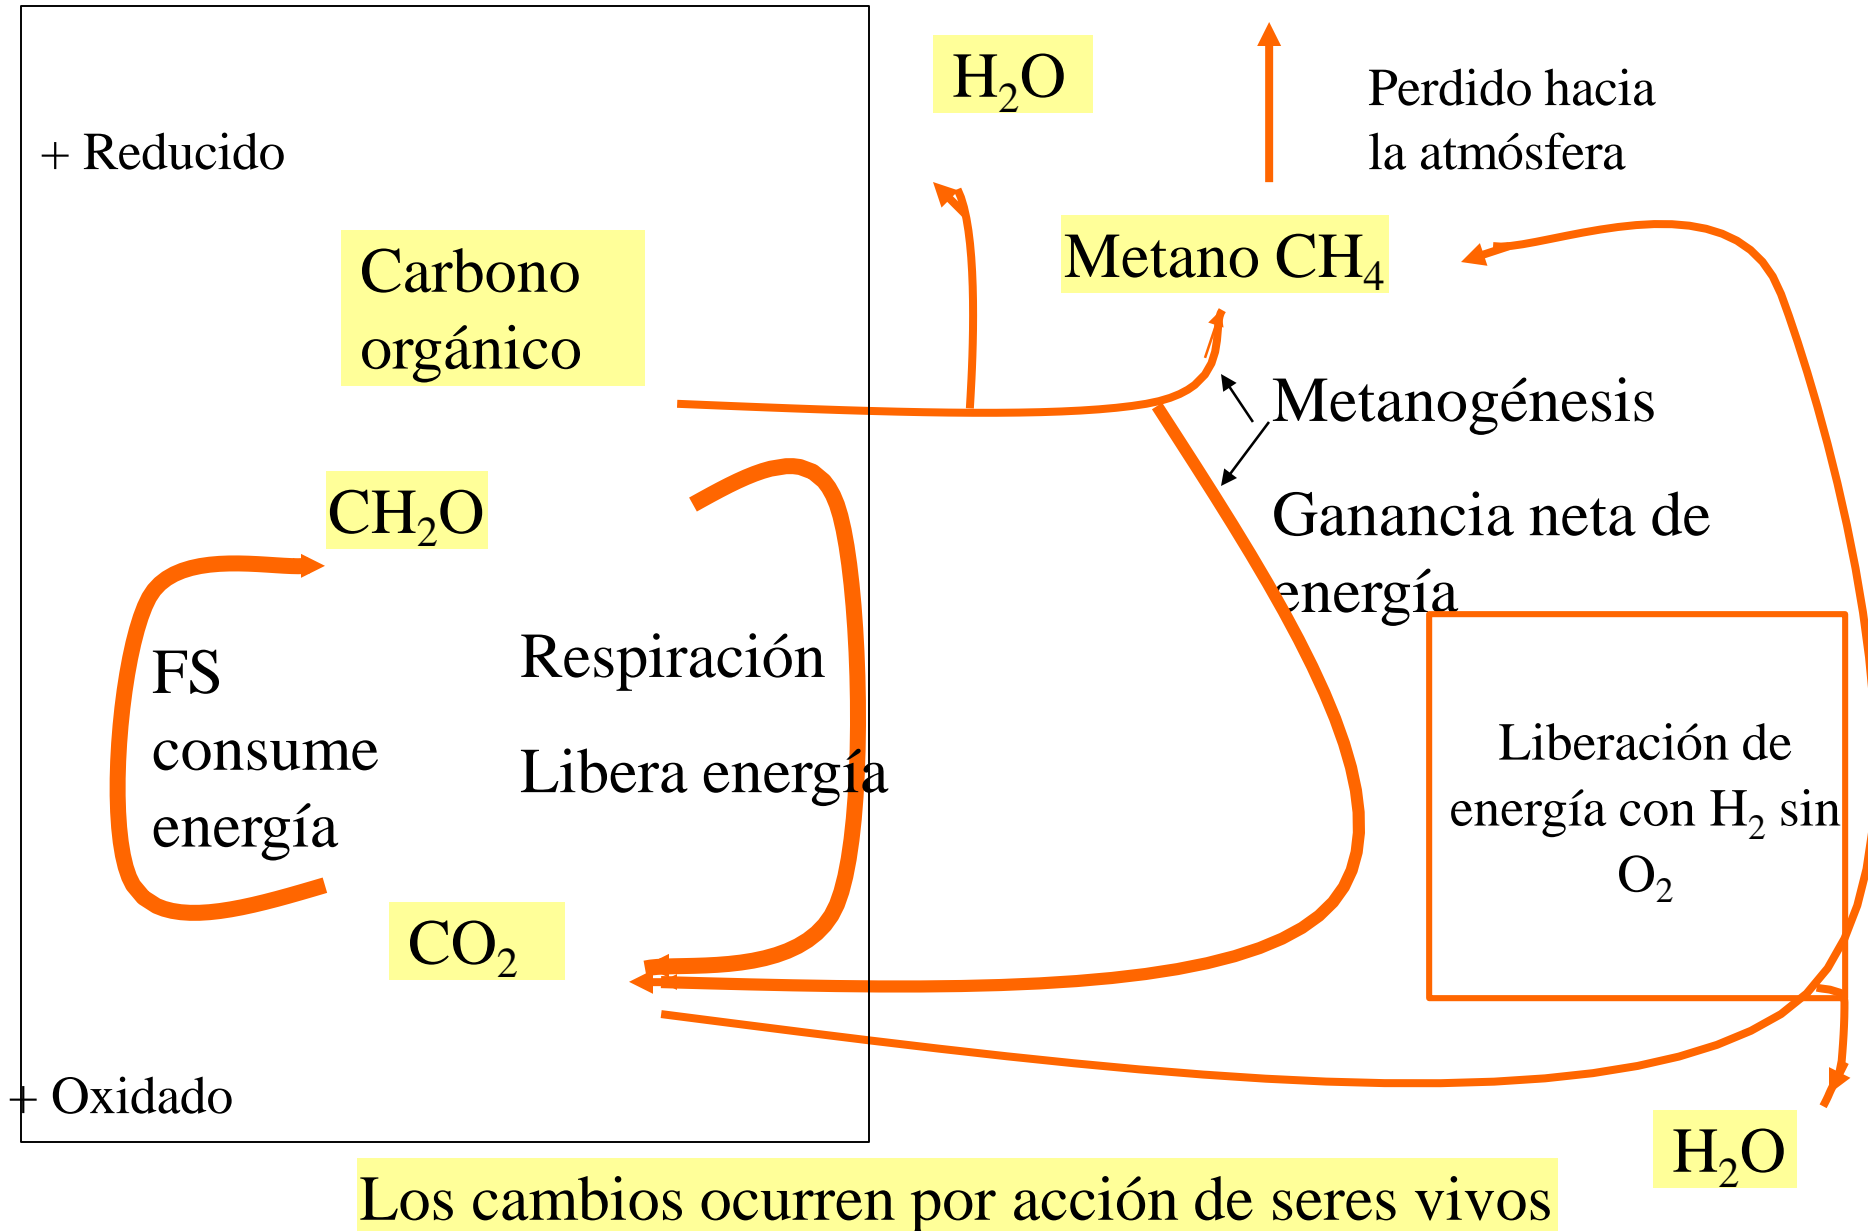 H₂O
Perdido hacia
la atmósfera
+ Reducido
Carbono
orgánico
Metano CH₄
Metanogénesis
CH₂O
Ganancia neta de
energía
FS
consume
energía
Respiración
Libera energía
Liberación de
energía con H₂ sin
O₂
CO₂
+ Oxidado
H₂O
Los cambios ocurren por acción de seres vivos